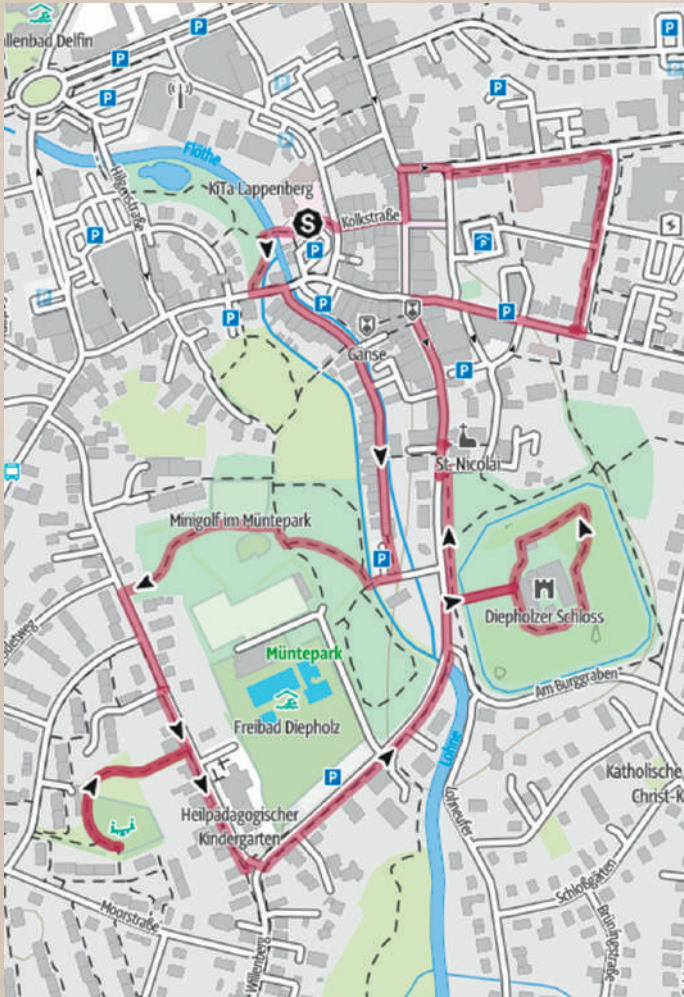 llenbad Delfin
P
P
P
P
P
Flöthe
Hilgenstraße
KiTa Lappenberg
S
Kolkstraße
P
P
P
P
P
P
P
Gänse
P
St. Nicolai
Minigolf im Müntepark
P
Diepholzer Schloss
Müntepark
Freibad Diepholz
Am Burggraben
Lohne
P
Lohneufer
Katholische
Christ-K
Heilpädagogischer
Kindergarten
Schloßgarten
Moorstraße
Willenberg
Brüningstraße